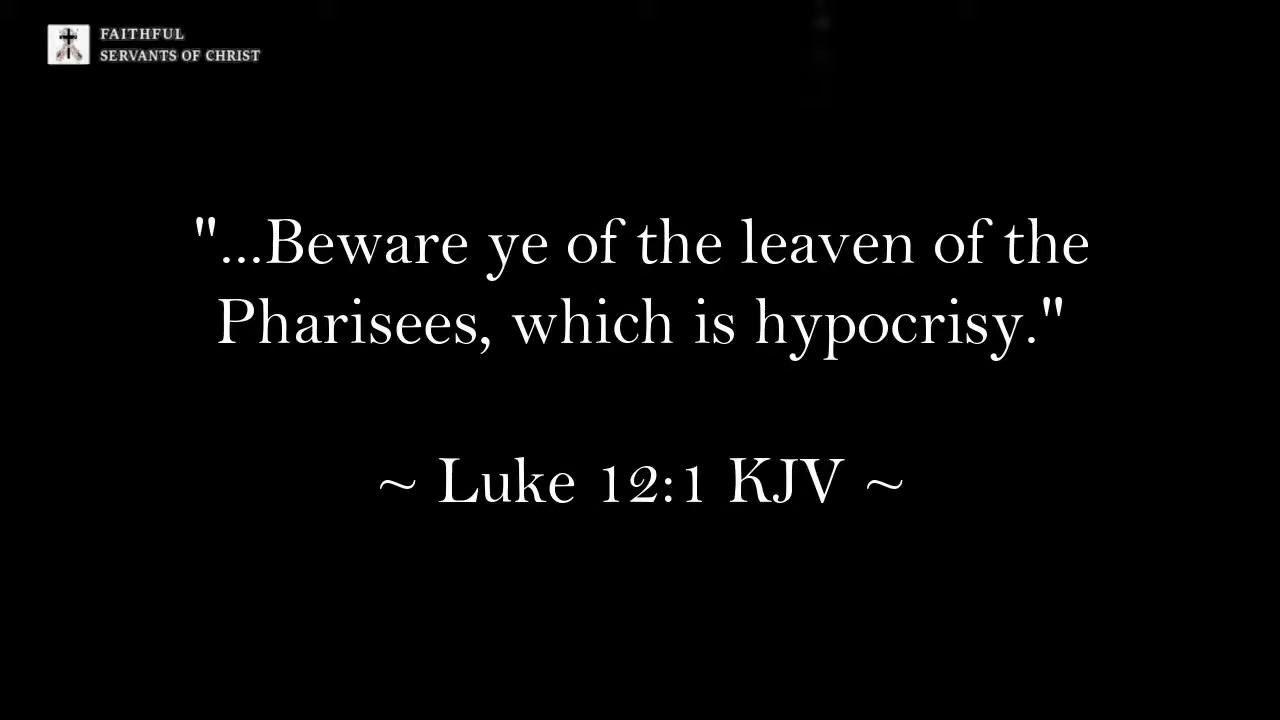 FAITHFUL
SERVANTS OF CHRIST
"...Beware ye of the leaven of the
Pharisees, which is hypocrisy."
~ Luke 12:1 KJV ~